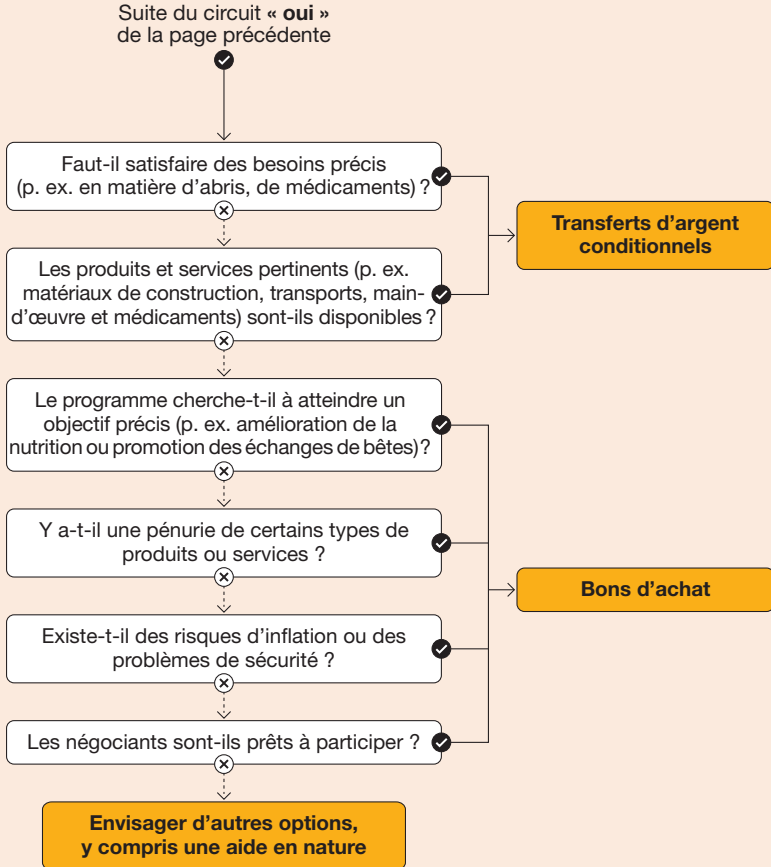 Suite du circuit « oui »
de la page précédente
Faut-il satisfaire des besoins précis
(p. ex. en matière d’abris, de médicaments) ?
Transferts d’argent
conditionnels
Les produits et services pertinents (p. ex.
matériaux de construction, transports, main-
d’œuvre et médicaments) sont-ils disponibles ?
Le programme cherche-t-il à atteindre un
objectif précis (p. ex. amélioration de la
nutrition ou promotion des échanges de bêtes)?
Y a-t-il une pénurie de certains types de
produits ou services ?
Bons d’achat
Existe-t-il des risques d’inflation ou des
problèmes de sécurité ?
Les négociants sont-ils prêts à participer ?
Envisager d’autres options,
y compris une aide en nature